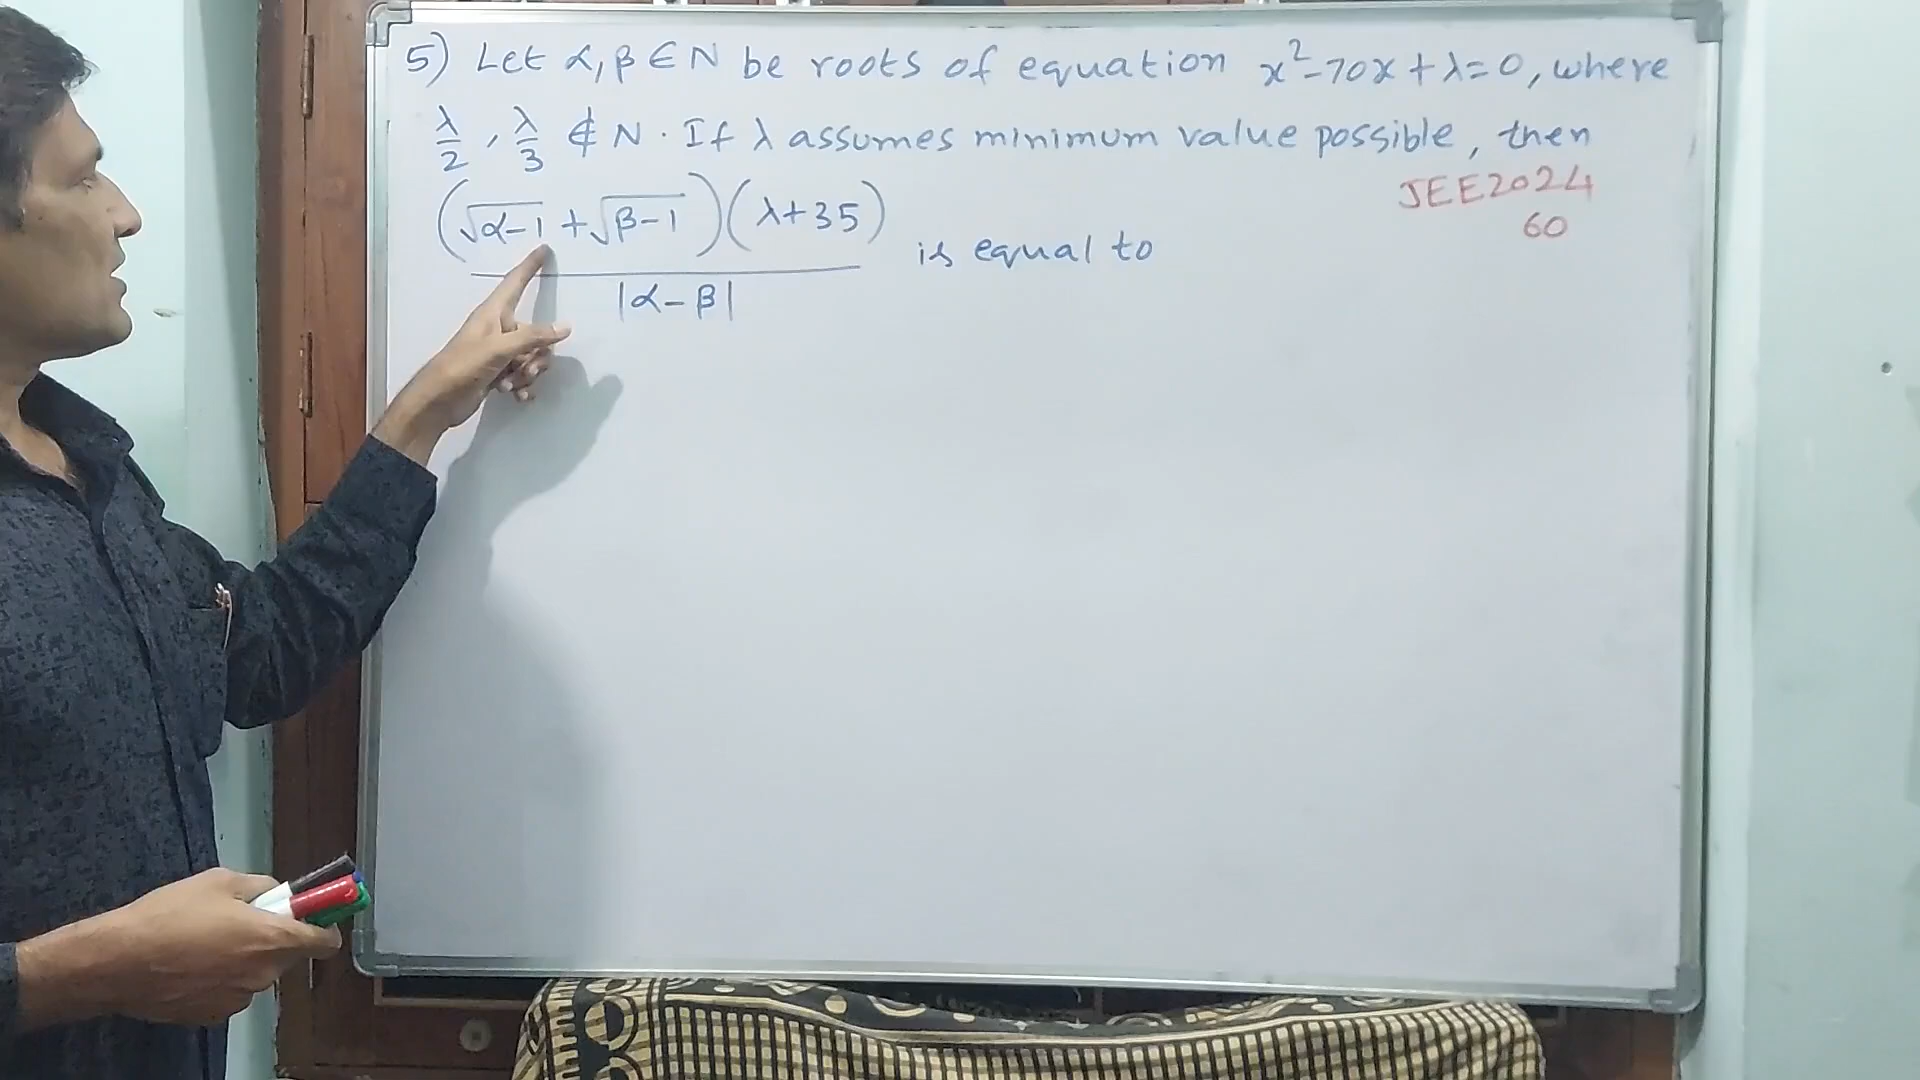 5) Let α, β ∈ N be roots of equation x²-70x+λ=0, where
λ/2, λ/3 ∉ N. If λ assumes minimum value possible, then
JEE2024
60
(√(α-1) + √(β-1))(λ+35) / |α-β| is equal to